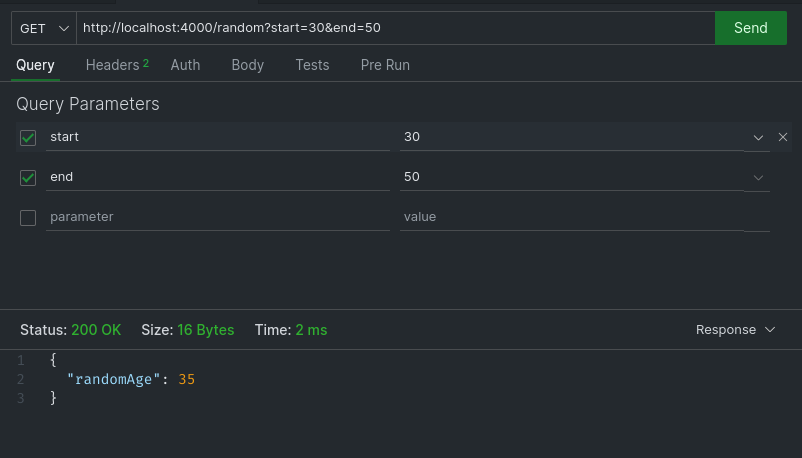 GET http://localhost:4000/random?start=30&end=50 Send
Query Headers 2 Auth Body Tests Pre Run
Query Parameters
start 30
end 50
parameter value
Status: 200 OK Size: 16 Bytes Time: 2 ms Response
1 {
2 "randomAge": 35
3 }